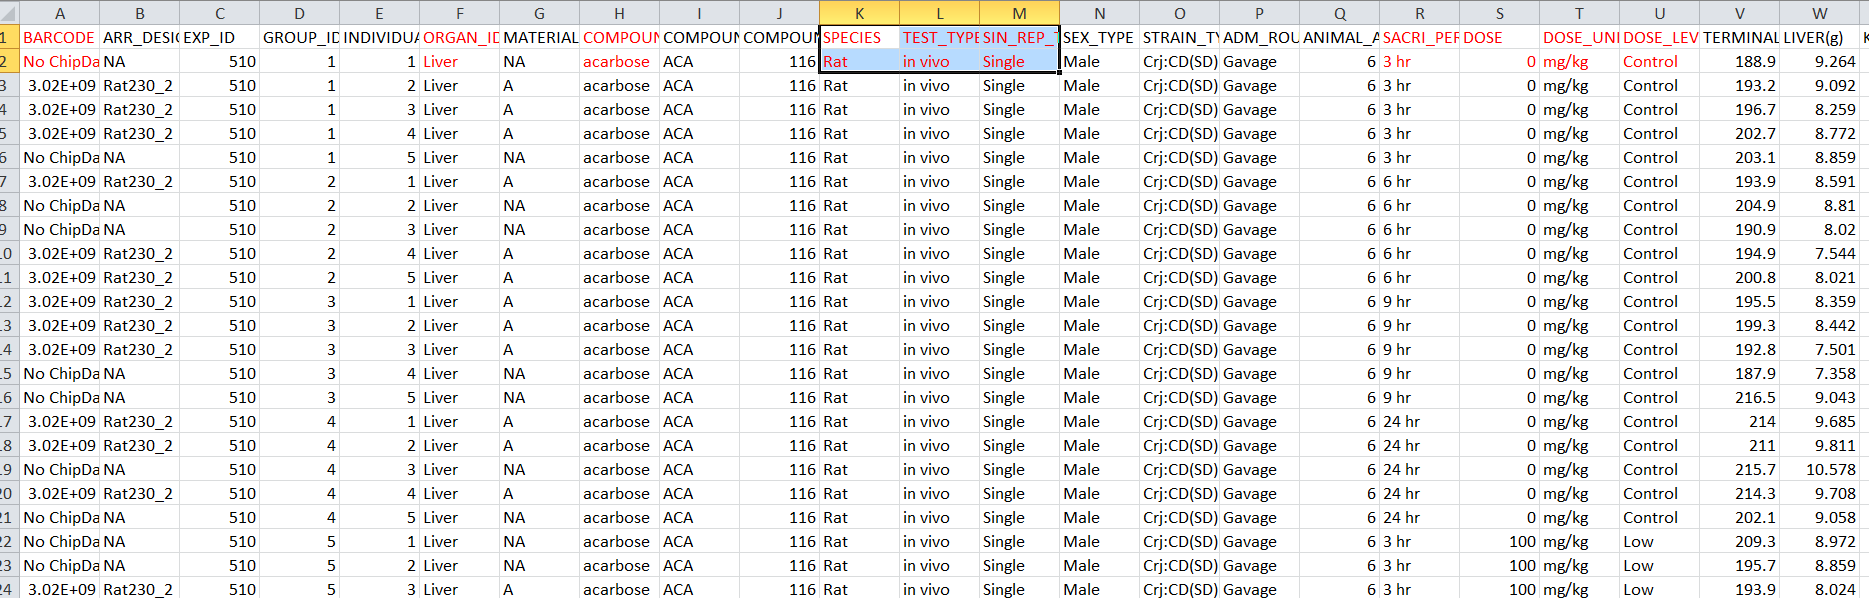 A B C D E F G H I J K L M N O P Q R S T U V W
1 BARCODE ARR_DESIG EXP_ID GROUP_ID INDIVIDUA ORGAN_ID MATERIAL COMPOUN COMPOUN COMPOUN SPECIES TEST_TYPE SIN_REP_T SEX_TYPE STRAIN_TY ADM_ROU ANIMAL_A SACRI_PER DOSE DOSE_UNI DOSE_LEV TERMINAL LIVER(g) K
2 No ChipDa NA 510 1 1 Liver NA acarbose ACA 116 Rat in vivo Single Male Crj:CD(SD) Gavage 6 3 hr 0 mg/kg Control 188.9 9.264
3 3.02E+09 Rat230_2 510 1 2 Liver A acarbose ACA 116 Rat in vivo Single Male Crj:CD(SD) Gavage 6 3 hr 0 mg/kg Control 193.2 9.092
4 3.02E+09 Rat230_2 510 1 3 Liver A acarbose ACA 116 Rat in vivo Single Male Crj:CD(SD) Gavage 6 3 hr 0 mg/kg Control 196.7 8.259
5 3.02E+09 Rat230_2 510 1 4 Liver A acarbose ACA 116 Rat in vivo Single Male Crj:CD(SD) Gavage 6 3 hr 0 mg/kg Control 202.7 8.772
6 No ChipDa NA 510 1 5 Liver NA acarbose ACA 116 Rat in vivo Single Male Crj:CD(SD) Gavage 6 3 hr 0 mg/kg Control 203.1 8.859
7 3.02E+09 Rat230_2 510 2 1 Liver A acarbose ACA 116 Rat in vivo Single Male Crj:CD(SD) Gavage 6 6 hr 0 mg/kg Control 193.9 8.591
8 No ChipDa NA 510 2 2 Liver NA acarbose ACA 116 Rat in vivo Single Male Crj:CD(SD) Gavage 6 6 hr 0 mg/kg Control 204.9 8.81
9 No ChipDa NA 510 2 3 Liver NA acarbose ACA 116 Rat in vivo Single Male Crj:CD(SD) Gavage 6 6 hr 0 mg/kg Control 190.9 8.02
10 3.02E+09 Rat230_2 510 2 4 Liver A acarbose ACA 116 Rat in vivo Single Male Crj:CD(SD) Gavage 6 6 hr 0 mg/kg Control 194.9 7.544
11 3.02E+09 Rat230_2 510 2 5 Liver A acarbose ACA 116 Rat in vivo Single Male Crj:CD(SD) Gavage 6 6 hr 0 mg/kg Control 200.8 8.021
12 3.02E+09 Rat230_2 510 3 1 Liver A acarbose ACA 116 Rat in vivo Single Male Crj:CD(SD) Gavage 6 9 hr 0 mg/kg Control 195.5 8.359
13 3.02E+09 Rat230_2 510 3 2 Liver A acarbose ACA 116 Rat in vivo Single Male Crj:CD(SD) Gavage 6 9 hr 0 mg/kg Control 199.3 8.442
14 3.02E+09 Rat230_2 510 3 3 Liver A acarbose ACA 116 Rat in vivo Single Male Crj:CD(SD) Gavage 6 9 hr 0 mg/kg Control 192.8 7.501
15 No ChipDa NA 510 3 4 Liver NA acarbose ACA 116 Rat in vivo Single Male Crj:CD(SD) Gavage 6 9 hr 0 mg/kg Control 187.9 7.358
16 No ChipDa NA 510 3 5 Liver NA acarbose ACA 116 Rat in vivo Single Male Crj:CD(SD) Gavage 6 9 hr 0 mg/kg Control 216.5 9.043
17 3.02E+09 Rat230_2 510 4 1 Liver A acarbose ACA 116 Rat in vivo Single Male Crj:CD(SD) Gavage 6 24 hr 0 mg/kg Control 214 9.685
18 3.02E+09 Rat230_2 510 4 2 Liver A acarbose ACA 116 Rat in vivo Single Male Crj:CD(SD) Gavage 6 24 hr 0 mg/kg Control 211 9.811
19 No ChipDa NA 510 4 3 Liver NA acarbose ACA 116 Rat in vivo Single Male Crj:CD(SD) Gavage 6 24 hr 0 mg/kg Control 215.7 10.578
20 3.02E+09 Rat230_2 510 4 4 Liver A acarbose ACA 116 Rat in vivo Single Male Crj:CD(SD) Gavage 6 24 hr 0 mg/kg Control 214.3 9.708
21 No ChipDa NA 510 4 5 Liver NA acarbose ACA 116 Rat in vivo Single Male Crj:CD(SD) Gavage 6 24 hr 0 mg/kg Control 202.1 9.058
22 No ChipDa NA 510 5 1 Liver NA acarbose ACA 116 Rat in vivo Single Male Crj:CD(SD) Gavage 6 3 hr 100 mg/kg Low 209.3 8.972
23 No ChipDa NA 510 5 2 Liver NA acarbose ACA 116 Rat in vivo Single Male Crj:CD(SD) Gavage 6 3 hr 100 mg/kg Low 195.7 8.859
24 3.02E+09 Rat230_2 510 5 3 Liver A acarbose ACA 116 Rat in vivo Single Male Crj:CD(SD) Gavage 6 3 hr 100 mg/kg Low 193.9 8.024